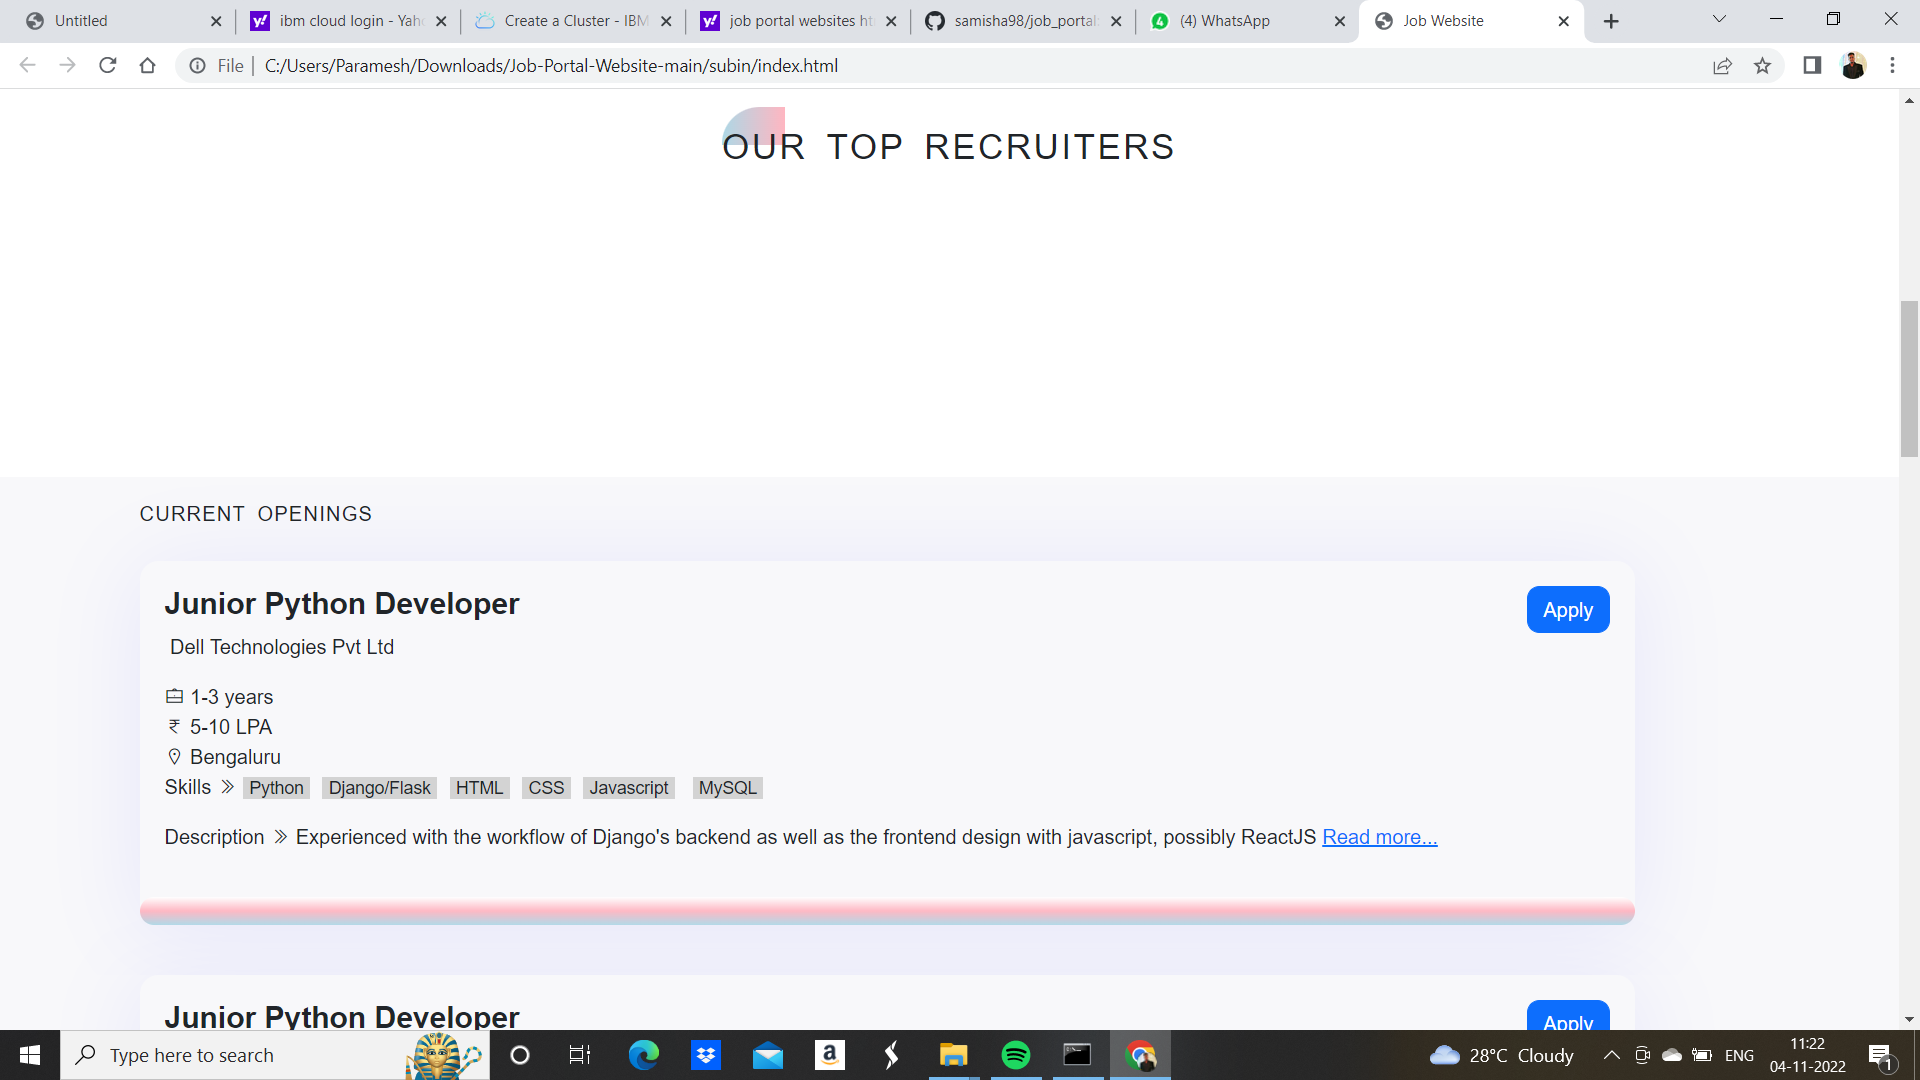 Untitled
ibm cloud login - Yah
Create a Cluster - IBM
job portal websites ht
samisha98/job_portal
(4) WhatsApp
Job Website
File
C:/Users/Paramesh/Downloads/Job-Portal-Website-main/subin/index.html
OUR TOP RECRUITERS
CURRENT OPENINGS
Junior Python Developer
Apply
Dell Technologies Pvt Ltd
1-3 years
₹ 5-10 LPA
Bengaluru
Skills » Python Django/Flask HTML CSS Javascript MySQL
Description » Experienced with the workflow of Django's backend as well as the frontend design with javascript, possibly ReactJS Read more...
Junior Python Developer
Apply
Type here to search
28°C Cloudy
ENG
11:22
04-11-2022
1